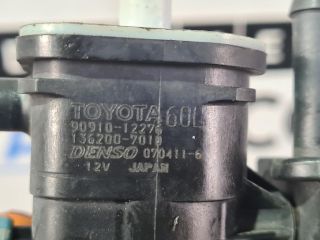 TOYOTA 60L
90910-12276
136200-7010
DENSO 070411-6
12V JAPAN